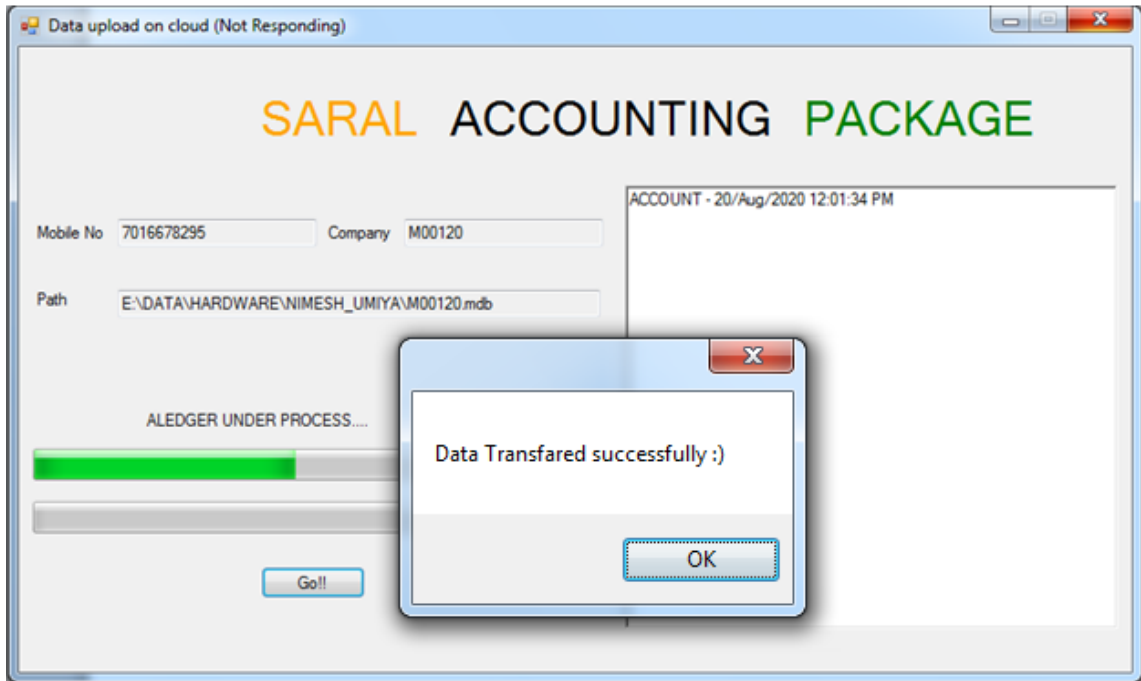 Data upload on cloud (Not Responding)
SARAL ACCOUNTING PACKAGE
Mobile No 7016678295 Company M00120
Path E:\DATA\HARDWARE\NIMESH_UMIYA\M00120.mdb
ACCOUNT - 20/Aug/2020 12:01:34 PM
ALEDGER UNDER PROCESS....
Go!!
Data Transfared successfully :)
OK